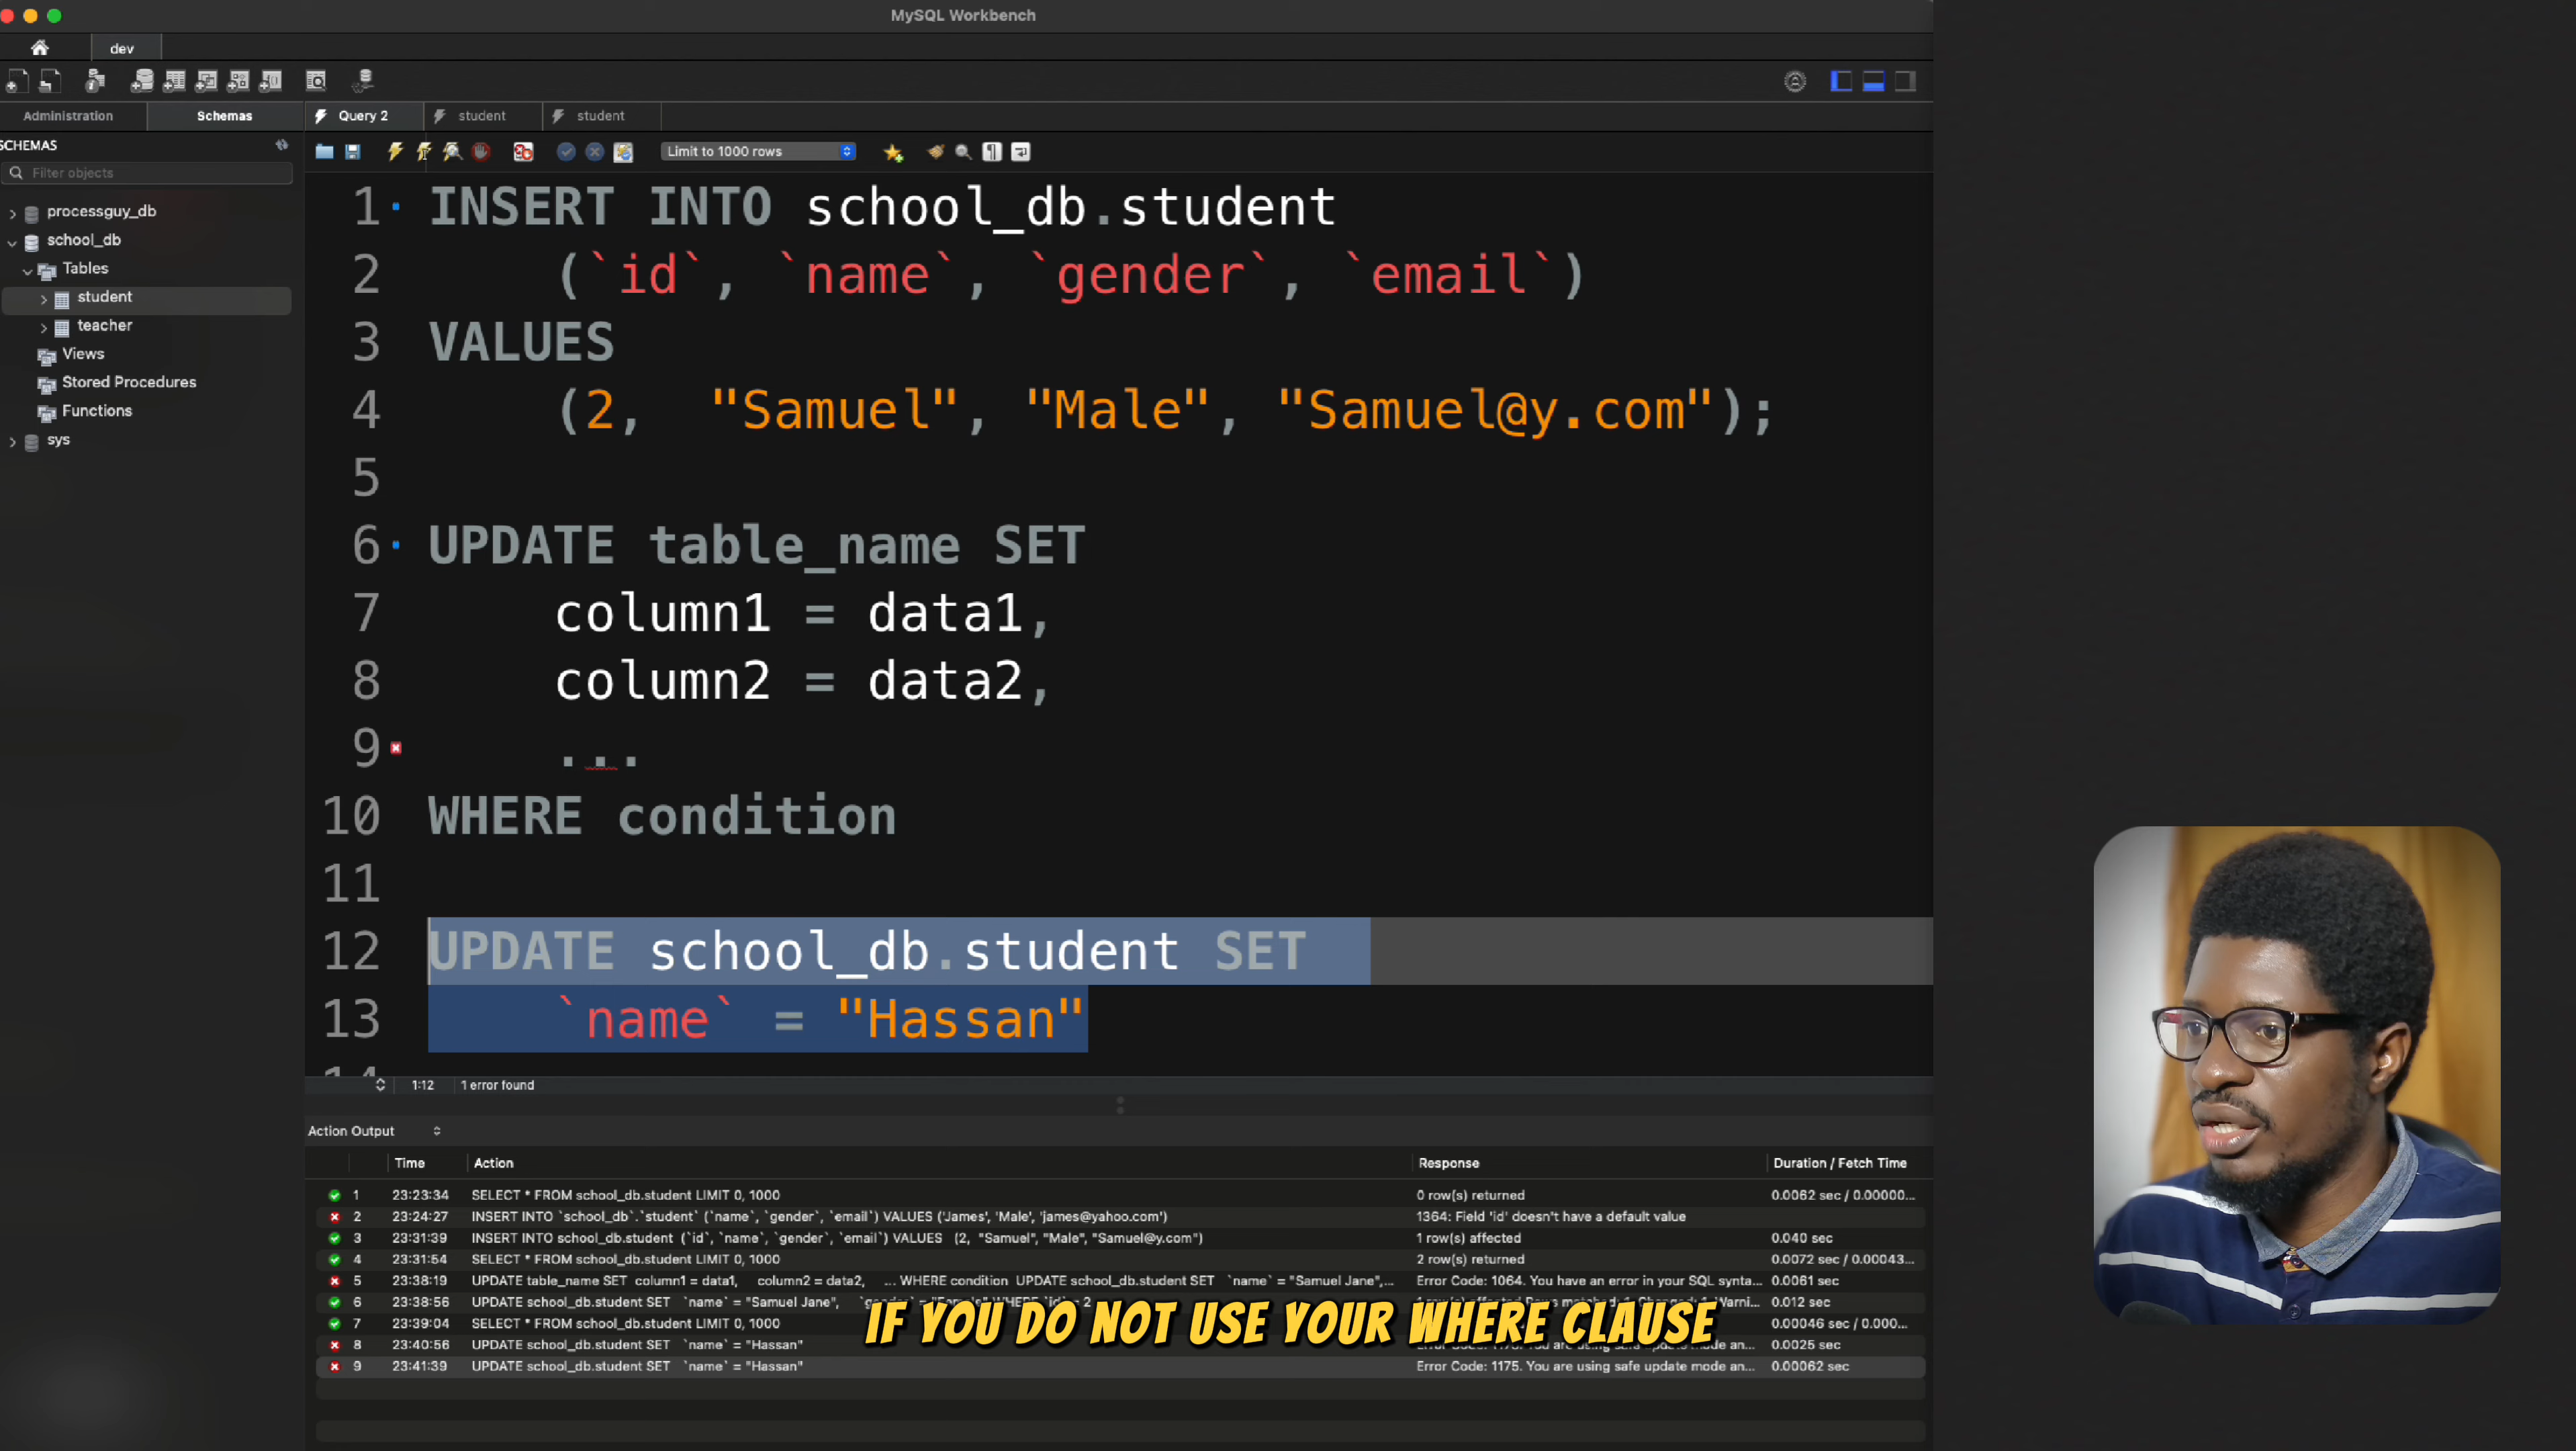 MySQL Workbench
dev
Administration
Schemas
Query 2
student
student
SCHEMAS
Filter objects
Limit to 1000 rows
processguy_db
school_db
Tables
student
teacher
Views
Stored Procedures
Functions
sys
1 INSERT INTO school_db.student
2 (`id`, `name`, `gender`, `email`)
3 VALUES
4 (2, "Samuel", "Male", "Samuel@y.com");
5
6 UPDATE table_name SET
7 column1 = data1,
8 column2 = data2,
9 ...
10 WHERE condition
11
12 UPDATE school_db.student SET
13 `name` = "Hassan"
1:12 1 error found
Action Output
Time Action Response Duration / Fetch Time
1 23:23:34 SELECT * FROM school_db.student LIMIT 0, 1000 0 row(s) returned 0.0062 sec / 0.00000...
2 23:24:27 INSERT INTO `school_db`.`student` (`name`, `gender`, `email`) VALUES ('James', 'Male', 'james@yahoo.com') 1364: Field 'id' doesn't have a default value
3 23:31:39 INSERT INTO school_db.student (`id`, `name`, `gender`, `email`) VALUES (2, "Samuel", "Male", "Samuel@y.com") 1 row(s) affected 0.040 sec
4 23:31:54 SELECT * FROM school_db.student LIMIT 0, 1000 2 row(s) returned 0.0072 sec / 0.00043...
5 23:38:19 UPDATE table_name SET column1 = data1, column2 = data2, ... WHERE condition UPDATE school_db.student SET `name` = "Samuel Jane",... Error Code: 1064. You have an error in your SQL synta... 0.0061 sec
6 23:38:56 UPDATE school_db.student SET `name` = "Samuel Jane", 0.012 sec
7 23:39:04 SELECT * FROM school_db.student LIMIT 0, 1000 0.00046 sec / 0.000...
8 23:40:56 UPDATE school_db.student SET `name` = "Hassan" 0.0025 sec
9 23:41:39 UPDATE school_db.student SET `name` = "Hassan" Error Code: 1175. You are using safe update mode an... 0.00062 sec
IF YOU DO NOT USE YOUR WHERE CLAUSE